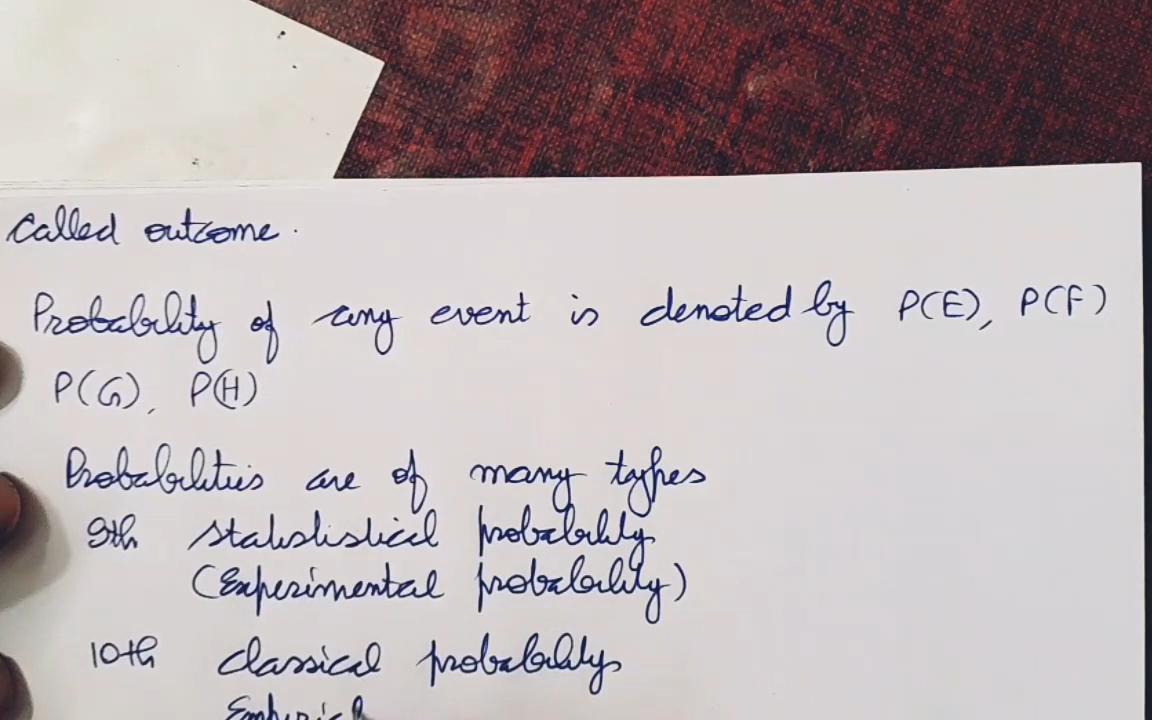 called outcome.
Probability of any event is denoted by P(E), P(F)
P(G), P(H)
Probabilities are of many types
9th statistical probability
(Experimental probability)
10th classical probability